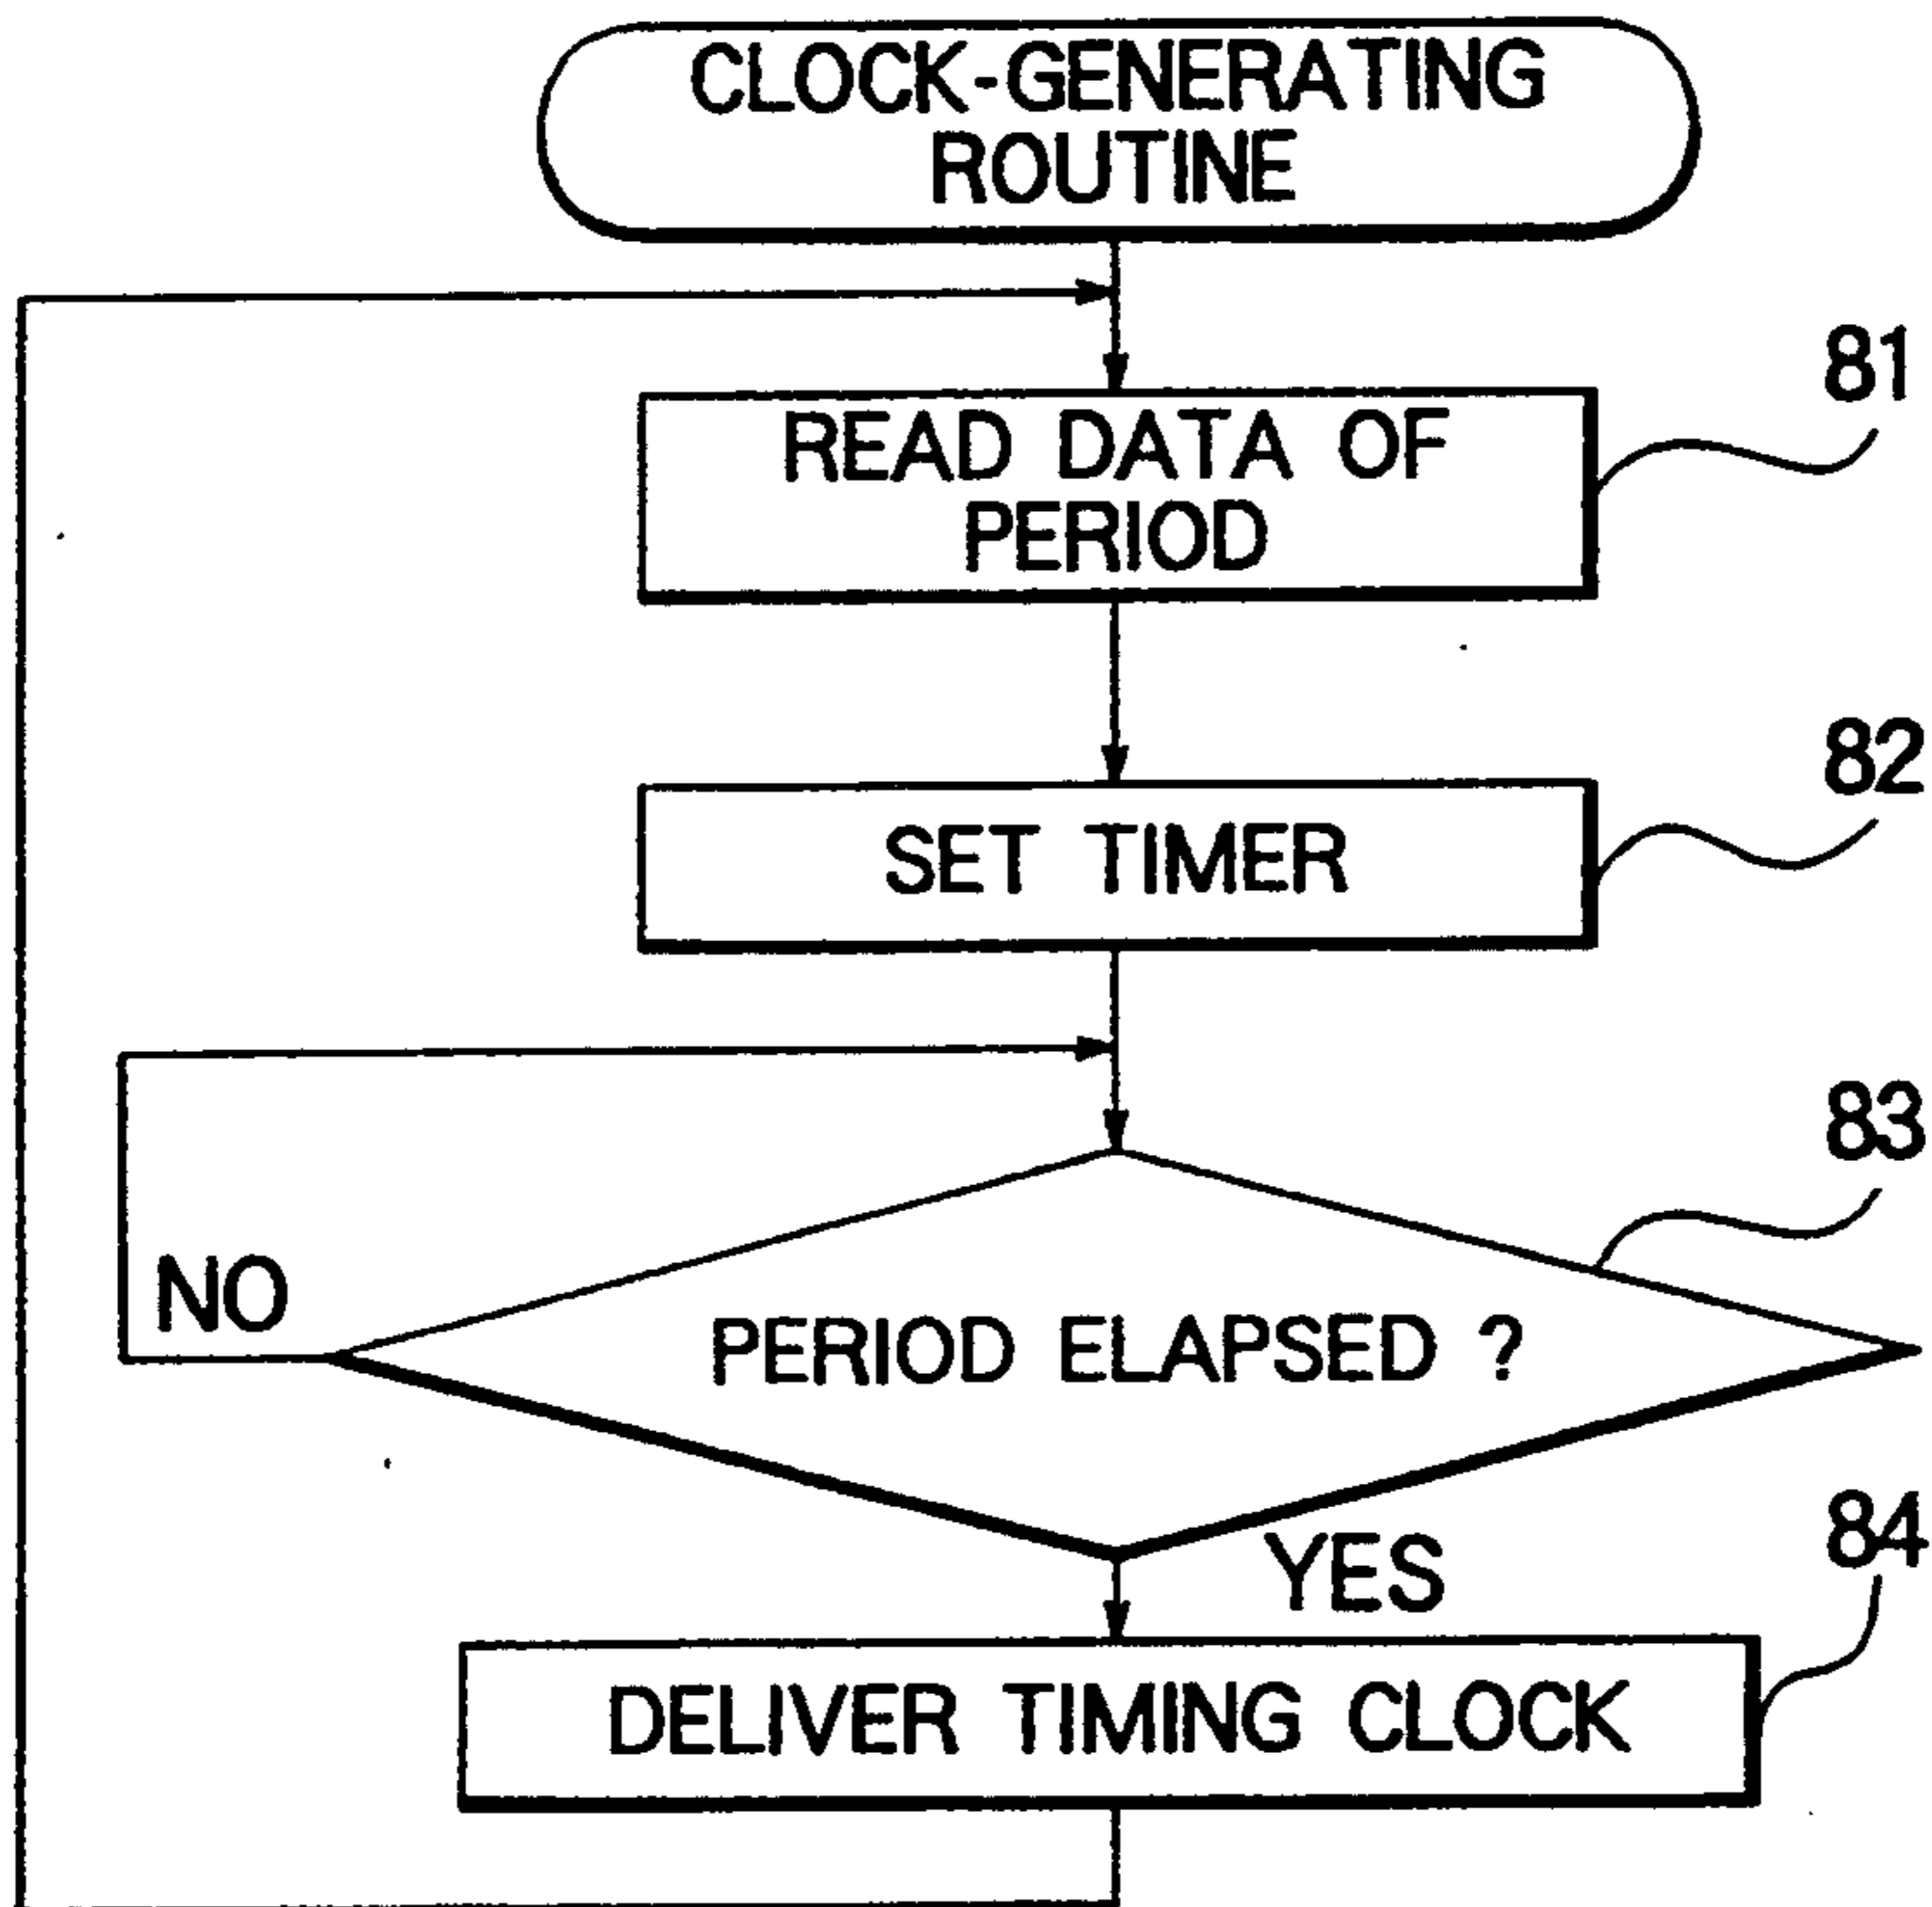 CLOCK-GENERATING
ROUTINE
81
READ DATA OF
PERIOD
82
SET TIMER
83
NO
PERIOD ELAPSED ?
YES
84
DELIVER TIMING CLOCK